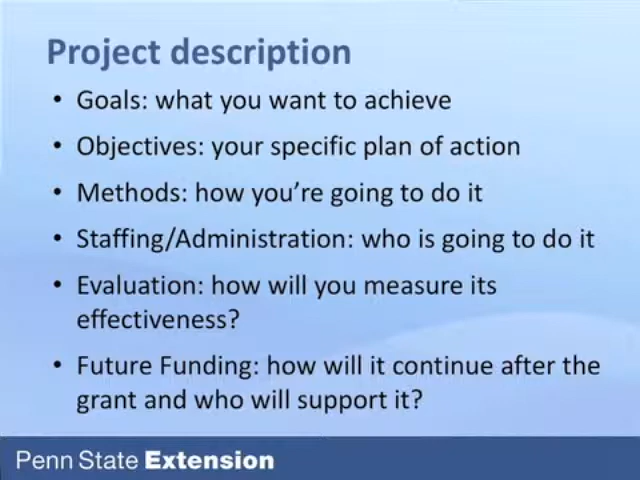 Project description
• Goals: what you want to achieve
• Objectives: your specific plan of action
• Methods: how you’re going to do it
• Staffing/Administration: who is going to do it
• Evaluation: how will you measure its
effectiveness?
• Future Funding: how will it continue after the
grant and who will support it?
Penn State Extension